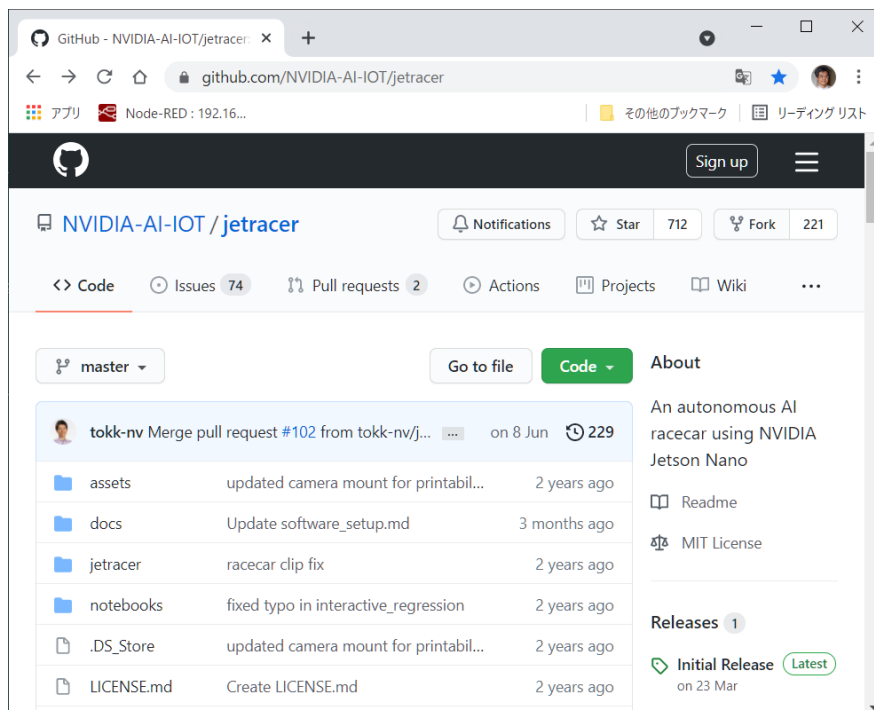 GitHub - NVIDIA-AI-IOT/jetracer:
github.com/NVIDIA-AI-IOT/jetracer
アプリ Node-RED : 192.16... その他のブックマーク リーディング リスト
Sign up
NVIDIA-AI-IOT / jetracer Notifications Star 712 Fork 221
Code Issues 74 Pull requests 2 Actions Projects Wiki ...
master Go to file Code About
An autonomous AI
racecar using NVIDIA
Jetson Nano
tokk-nv Merge pull request #102 from tokk-nv/j... ... on 8 Jun 229
assets updated camera mount for printabil... 2 years ago
Readme
docs Update software_setup.md 3 months ago
MIT License
jetracer racecar clip fix 2 years ago
notebooks fixed typo in interactive_regression 2 years ago
Releases 1
.DS_Store updated camera mount for printabil... 2 years ago
Initial Release Latest
LICENSE.md Create LICENSE.md 2 years ago
on 23 Mar